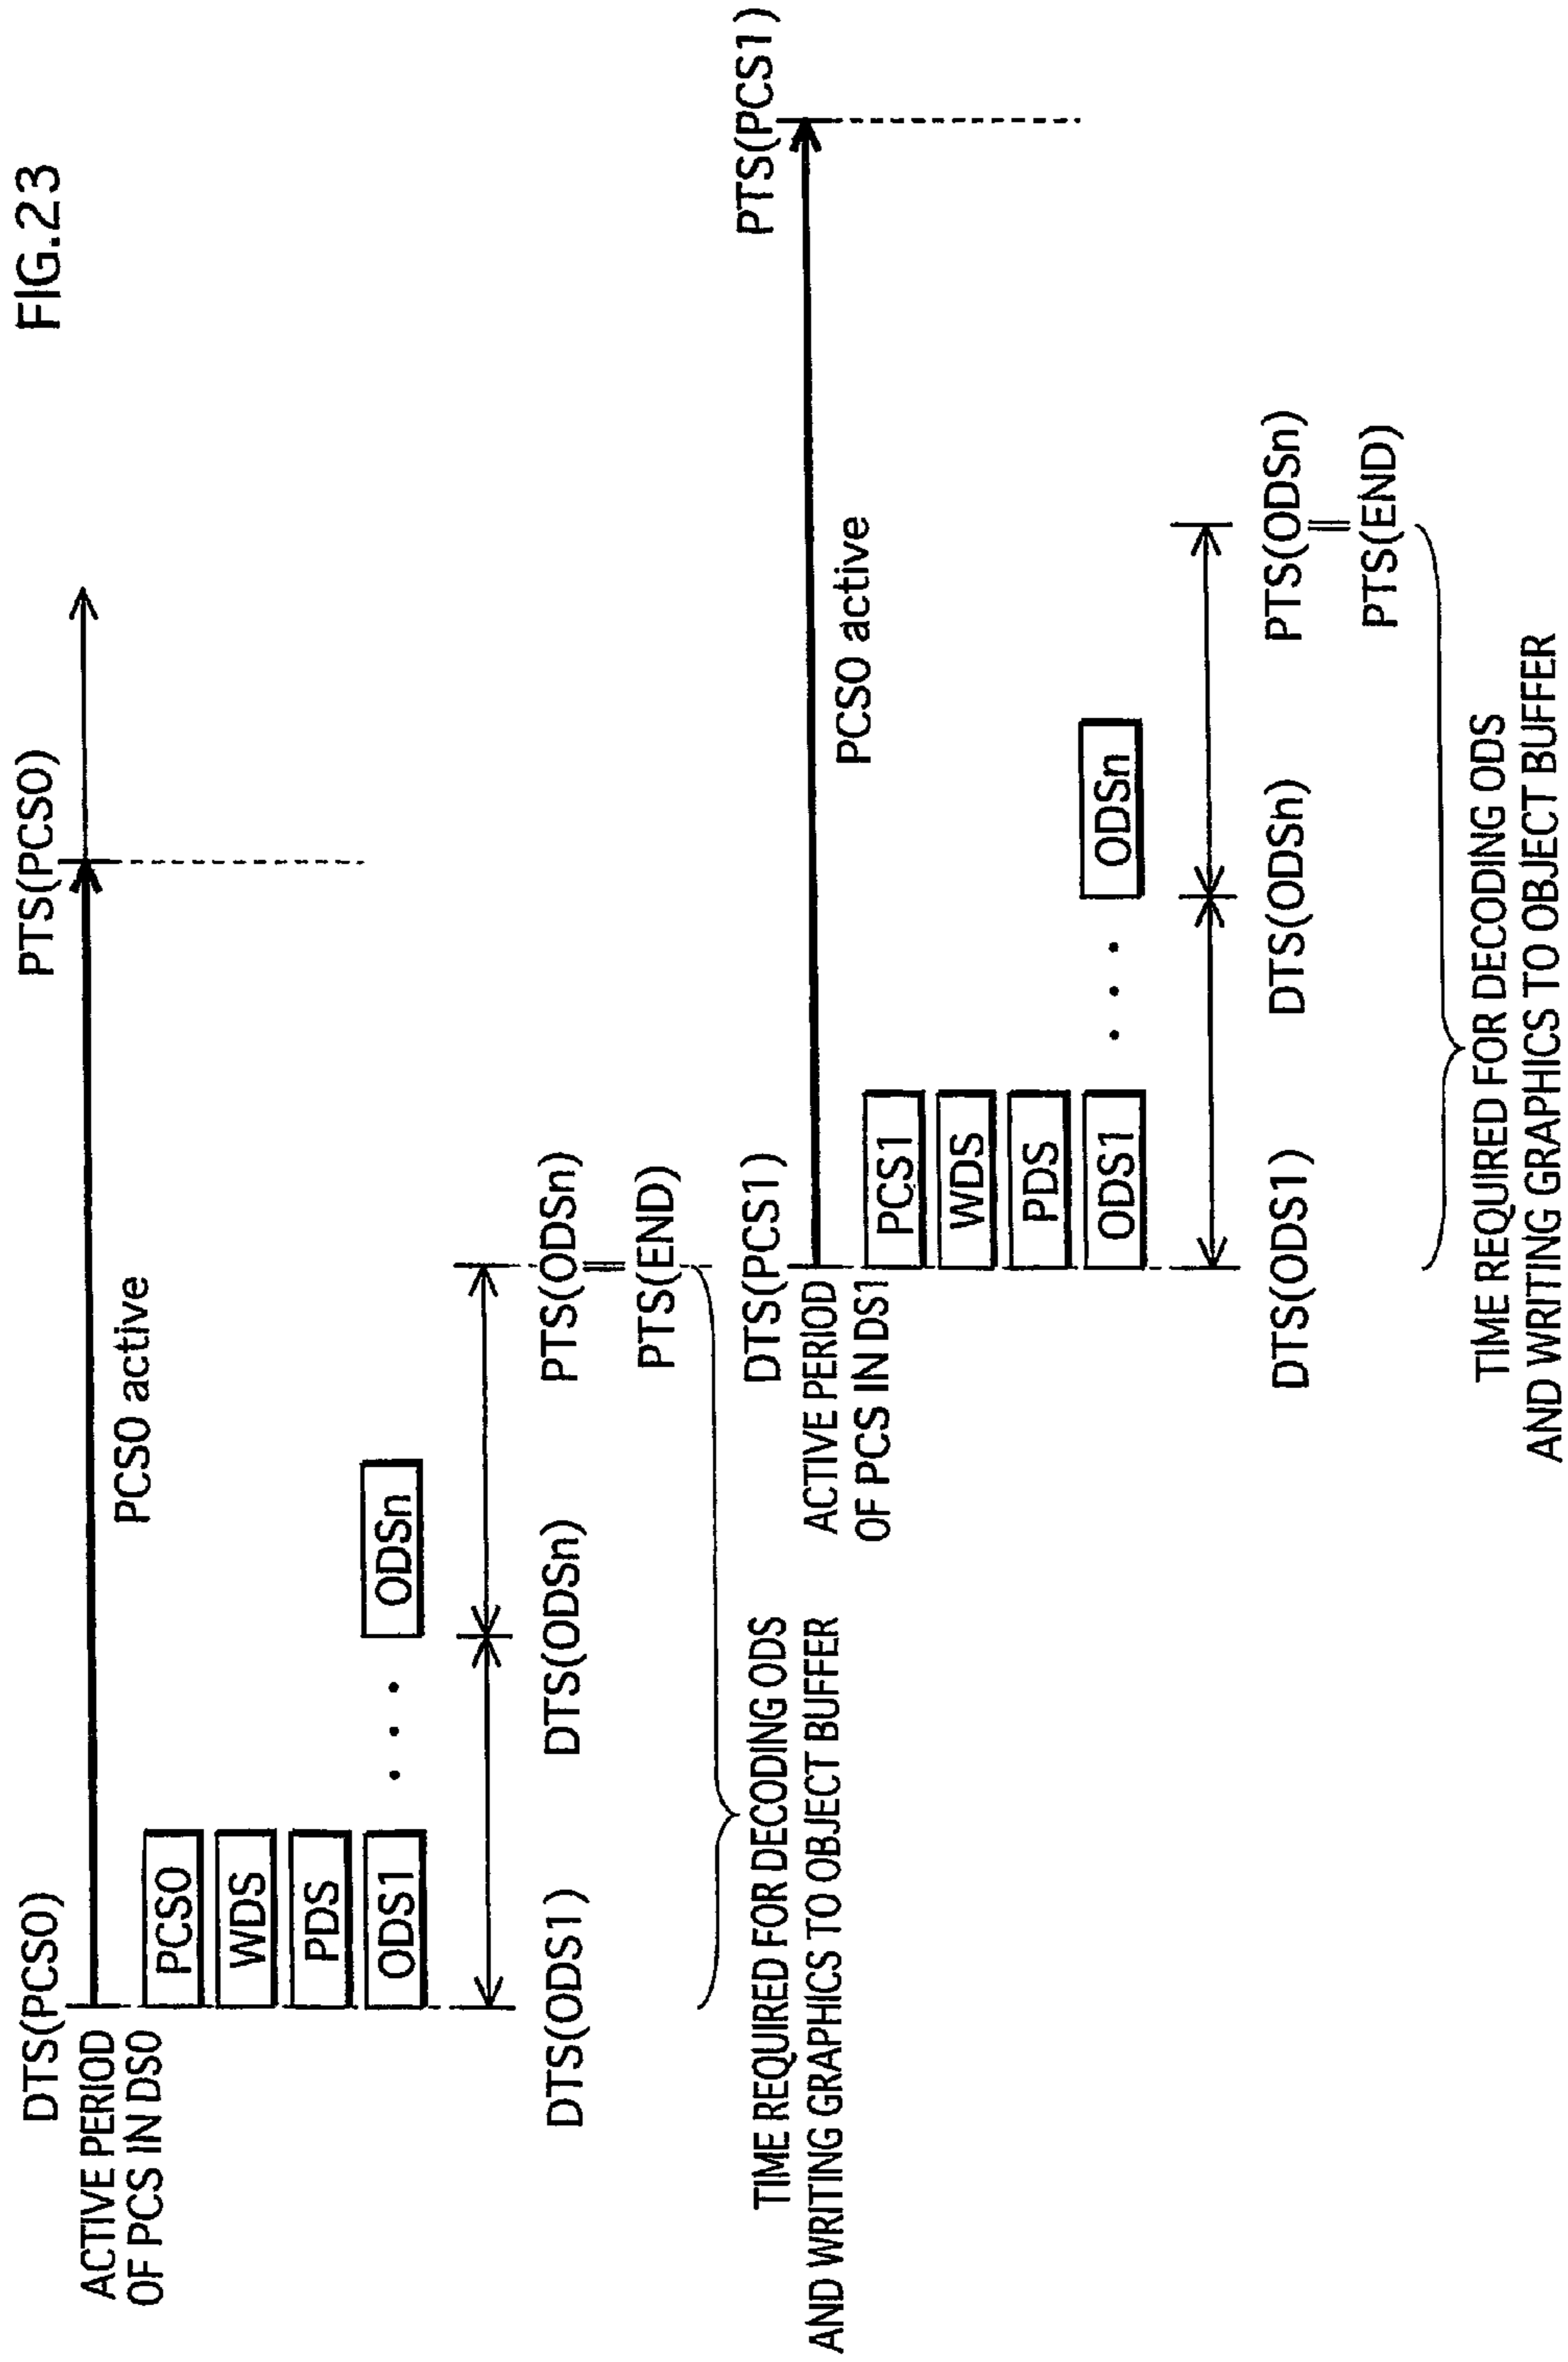 FIG.23
DTS(PCS0)
PTS(PCS0)
ACTIVE PERIOD
OF PCS IN DS0
PCS0 active
PCS0
WDS
PDS
ODS1
. . .
ODSn
DTS(ODS1)
DTS(ODSn)
PTS(ODSn)
=
PTS(END)
TIME REQUIRED FOR DECODING ODS
AND WRITING GRAPHICS TO OBJECT BUFFER
DTS(PCS1)
PTS(PCS1)
ACTIVE PERIOD
OF PCS IN DS1
PCS0 active
PCS1
WDS
PDS
ODS1
. . .
ODSn
DTS(ODS1)
DTS(ODSn)
PTS(ODSn)
=
PTS(END)
TIME REQUIRED FOR DECODING ODS
AND WRITING GRAPHICS TO OBJECT BUFFER